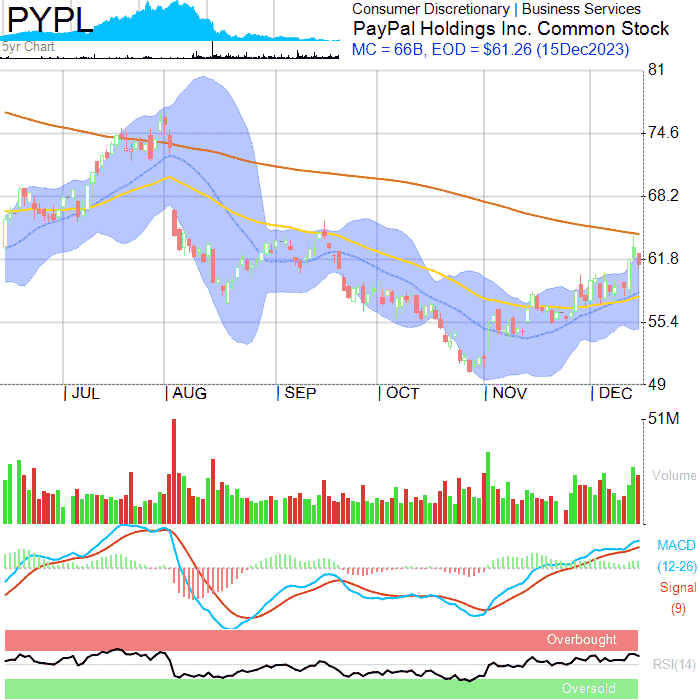 PYPL
5yr Chart
Consumer Discretionary | Business Services
PayPal Holdings Inc. Common Stock
MC = 66B, EOD = $61.26 (15Dec2023)
81
74.6
68.2
61.8
55.4
49
| JUL | AUG | SEP | OCT | NOV | DEC
51M
Volume
MACD
(12-26)
Signal
(9)
Overbought
RSI(14)
Oversold